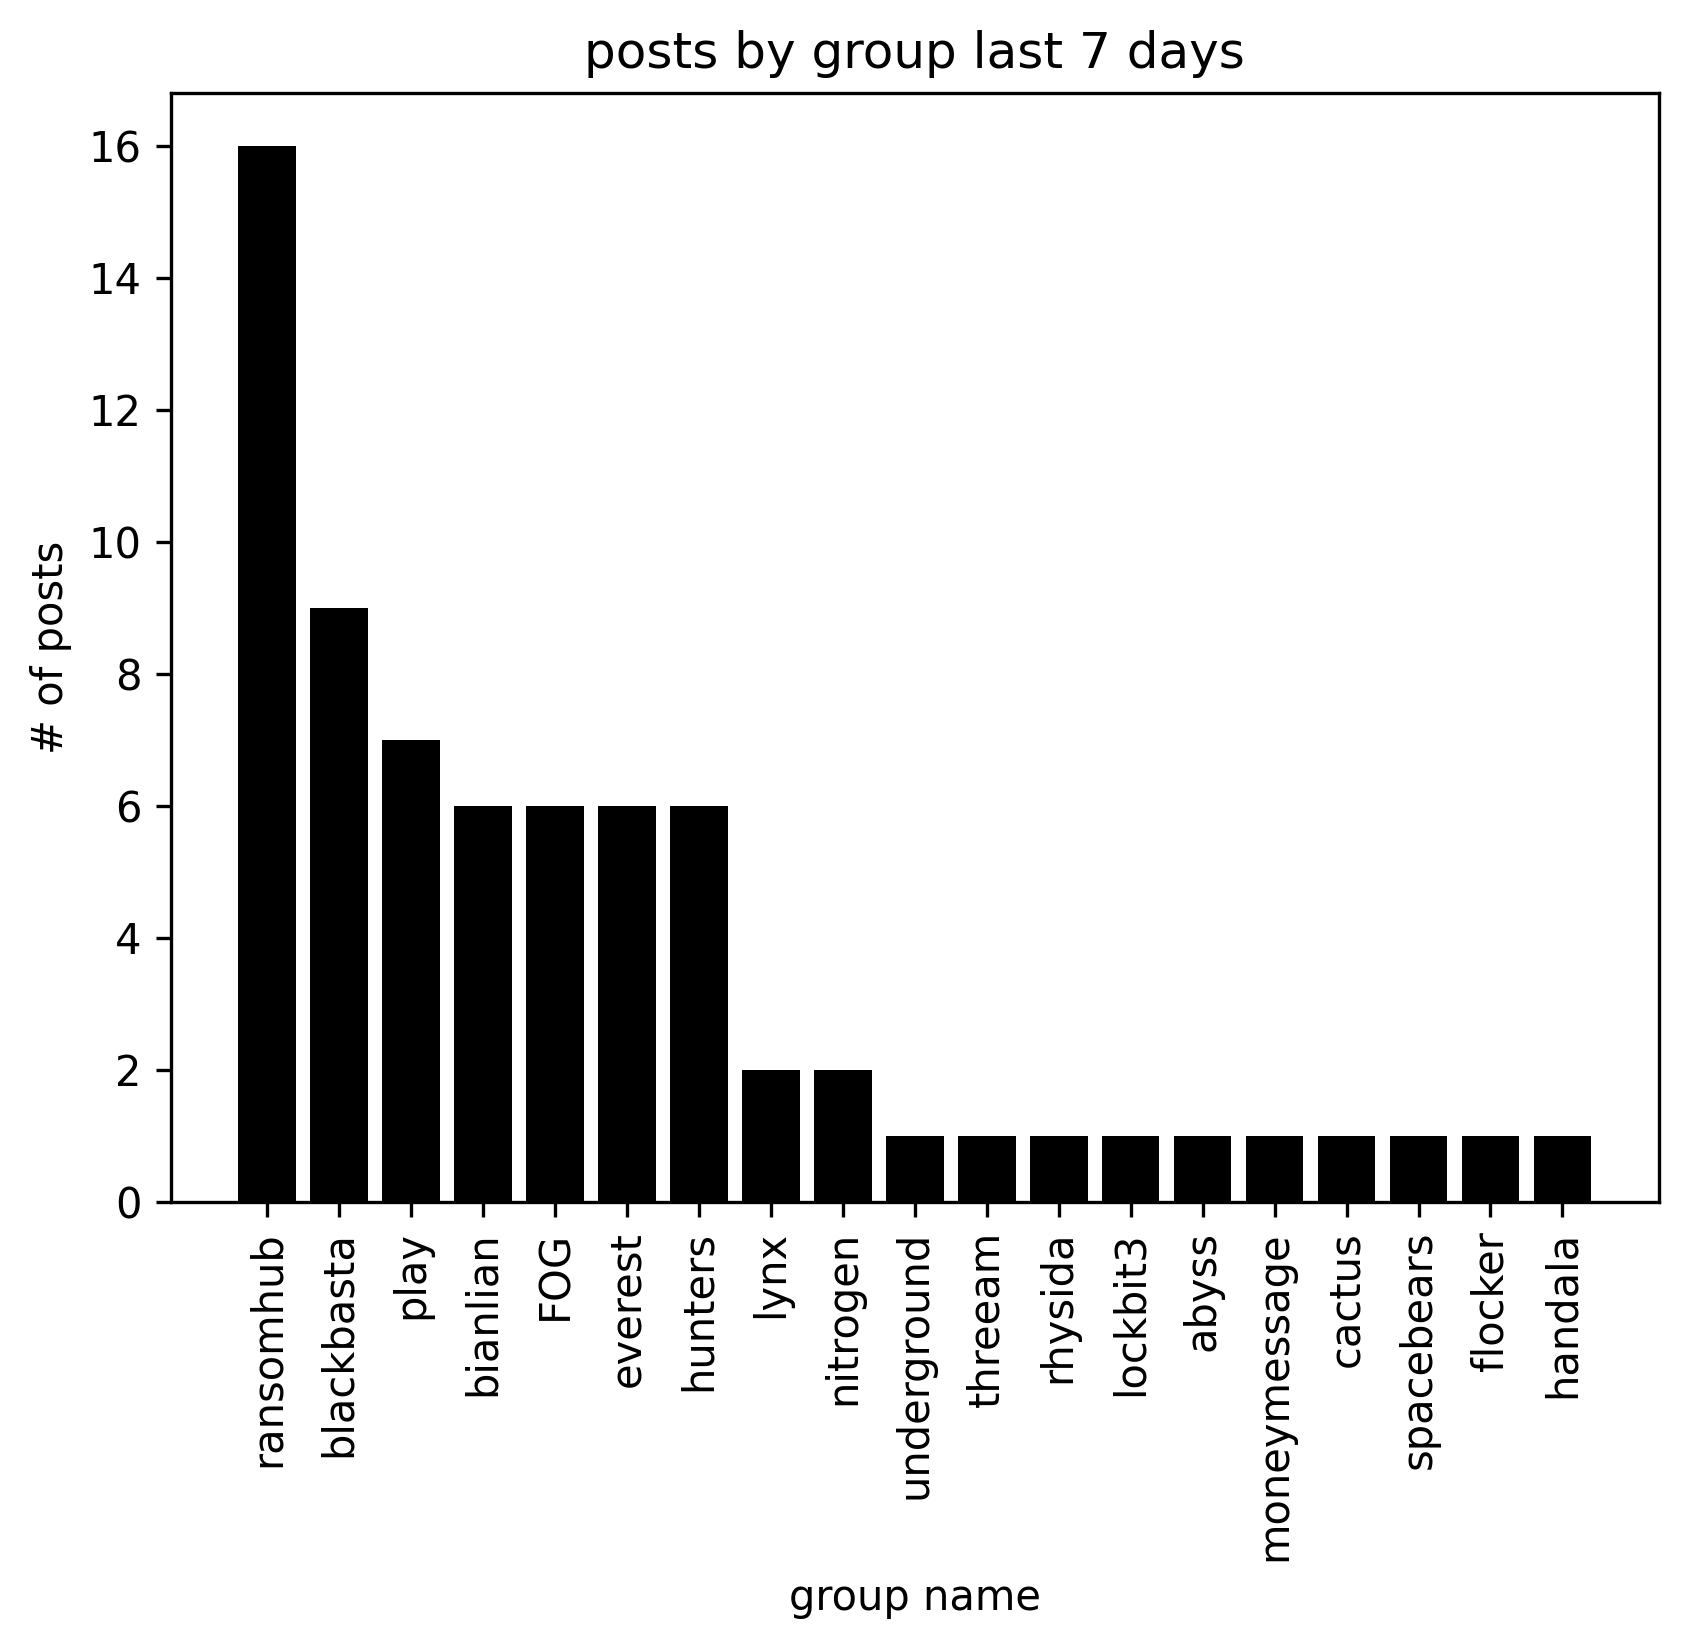 posts by group last 7 days
16
14
12
10
8
6
4
2
0
# of posts
ransomhub
blackbasta
play
bianlian
FOG
everest
hunters
lynx
nitrogen
underground
threeam
rhysida
lockbit3
abyss
moneymessage
cactus
spacebears
flocker
handala
group name